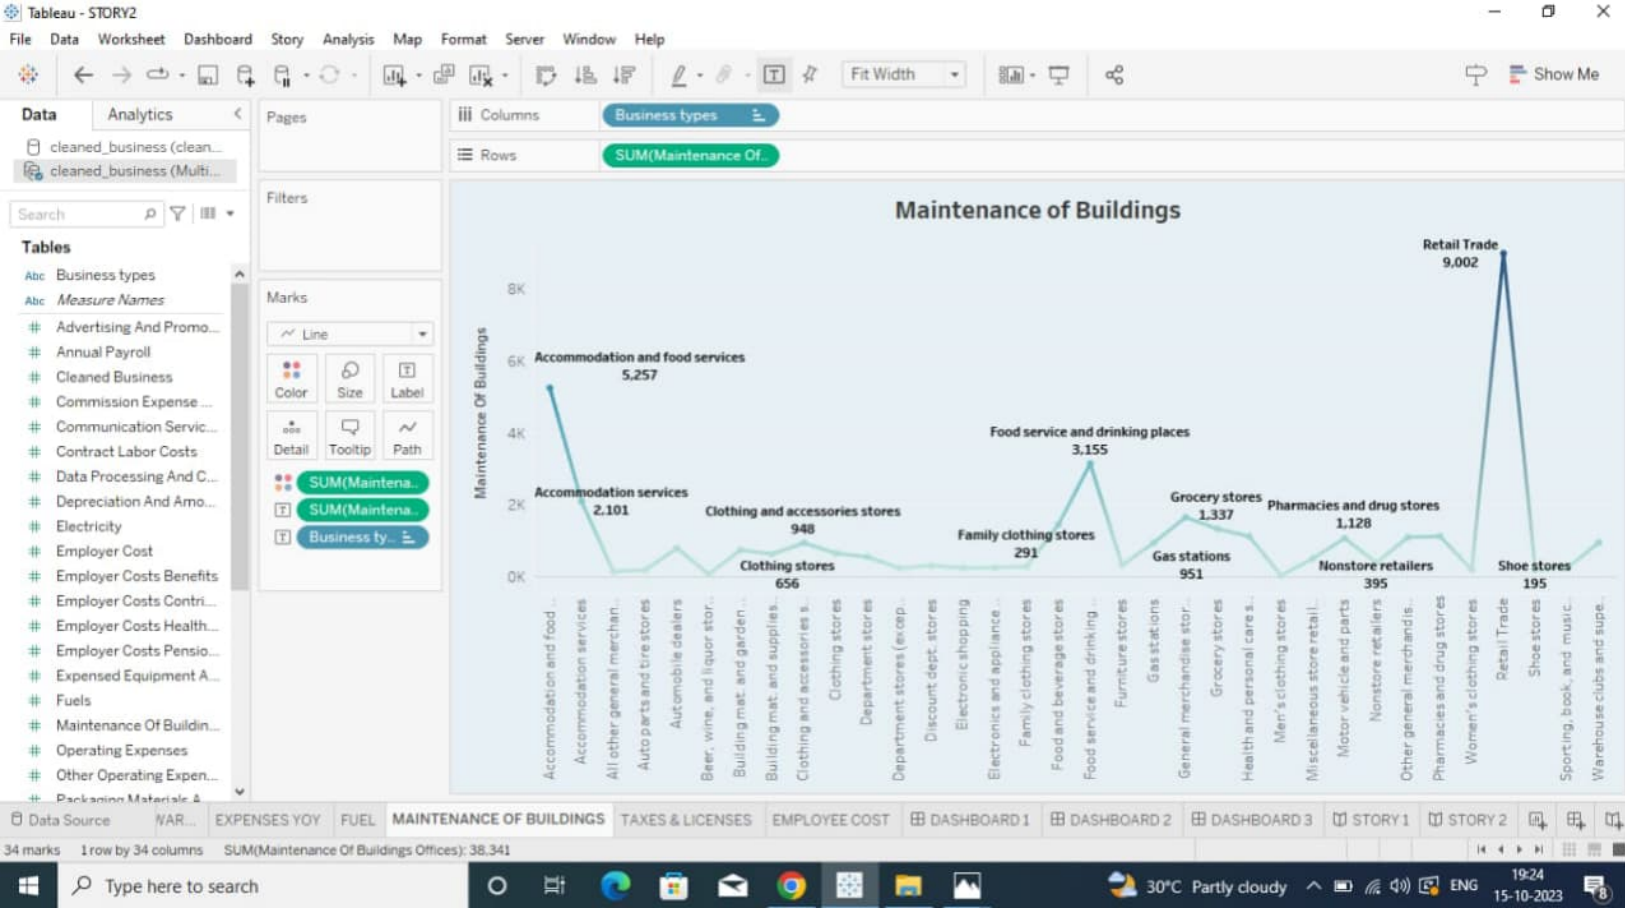 Tableau - STORY2
File Data Worksheet Dashboard Story Analysis Map Format Server Window Help
Fit Width
Show Me
Data Analytics
cleaned_business (clean...
cleaned_business (Multi...
Search
Tables
Abc Business types
Abc Measure Names
# Advertising And Promo...
# Annual Payroll
# Cleaned Business
# Commission Expense ...
# Communication Servic...
# Contract Labor Costs
# Data Processing And C...
# Depreciation And Amo...
# Electricity
# Employer Cost
# Employer Costs Benefits
# Employer Costs Contri...
# Employer Costs Health...
# Employer Costs Pensio...
# Expensed Equipment A...
# Fuels
# Maintenance Of Buildin...
# Operating Expenses
# Other Operating Expen...
# Packaging Materials A
Pages
Filters
Marks
Line
Color Size Label
Detail Tooltip Path
SUM(Maintena..
SUM(Maintena..
Business ty..
Columns Business types
Rows SUM(Maintenance Of..
Maintenance of Buildings
Maintenance Of Buildings
8K
6K
4K
2K
0K
Retail Trade
9,002
Accommodation and food services
5,257
Food service and drinking places
3,155
Accommodation services
2,101
Clothing and accessories stores
948
Grocery stores
1,337
Pharmacies and drug stores
1,128
Family clothing stores
291
Clothing stores
656
Gas stations
951
Nonstore retailers
395
Shoe stores
195
Accommodation and food ..
Accommodation services
All other general merchan..
Auto parts and tire stores
Automobile dealers
Beer, wine, and liquor stor..
Building mat. and garden ..
Building mat. and supplies..
Clothing and accessories s..
Clothing stores
Department stores
Department stores (excep..
Discount dept. stores
Electronic shopping
Electronics and appliance ..
Family clothing stores
Food and beverage stores
Food service and drinking ..
Furniture stores
Gas stations
General merchandise stor..
Grocery stores
Health and personal care s..
Men's clothing stores
Miscellaneous store retail..
Motor vehicle and parts
Nonstore retailers
Other general merchandis..
Pharmacies and drug stores
Women's clothing stores
Retail Trade
Shoe stores
Sporting, book, and music..
Warehouse clubs and supe..
Data Source WAR... EXPENSES YOY FUEL MAINTENANCE OF BUILDINGS TAXES & LICENSES EMPLOYEE COST DASHBOARD 1 DASHBOARD 2 DASHBOARD 3 STORY 1 STORY 2
34 marks 1 row by 34 columns SUM(Maintenance Of Buildings Offices): 38,341
Type here to search
30°C Partly cloudy
ENG
19:24
15-10-2023
8